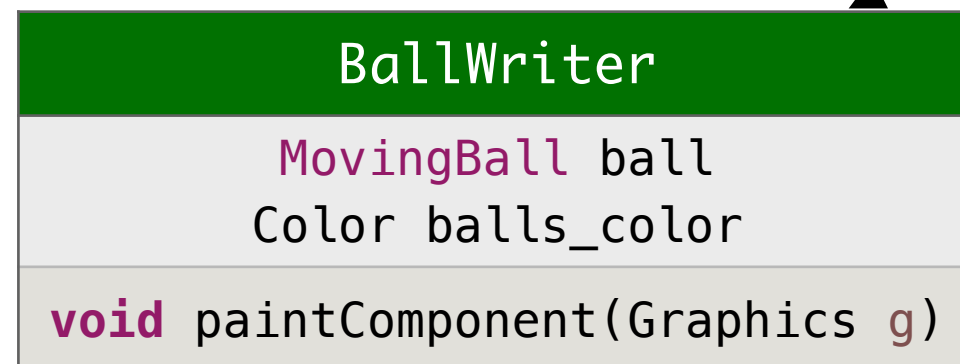 BallWriter
MovingBall ball
Color balls_color
void paintComponent(Graphics g)